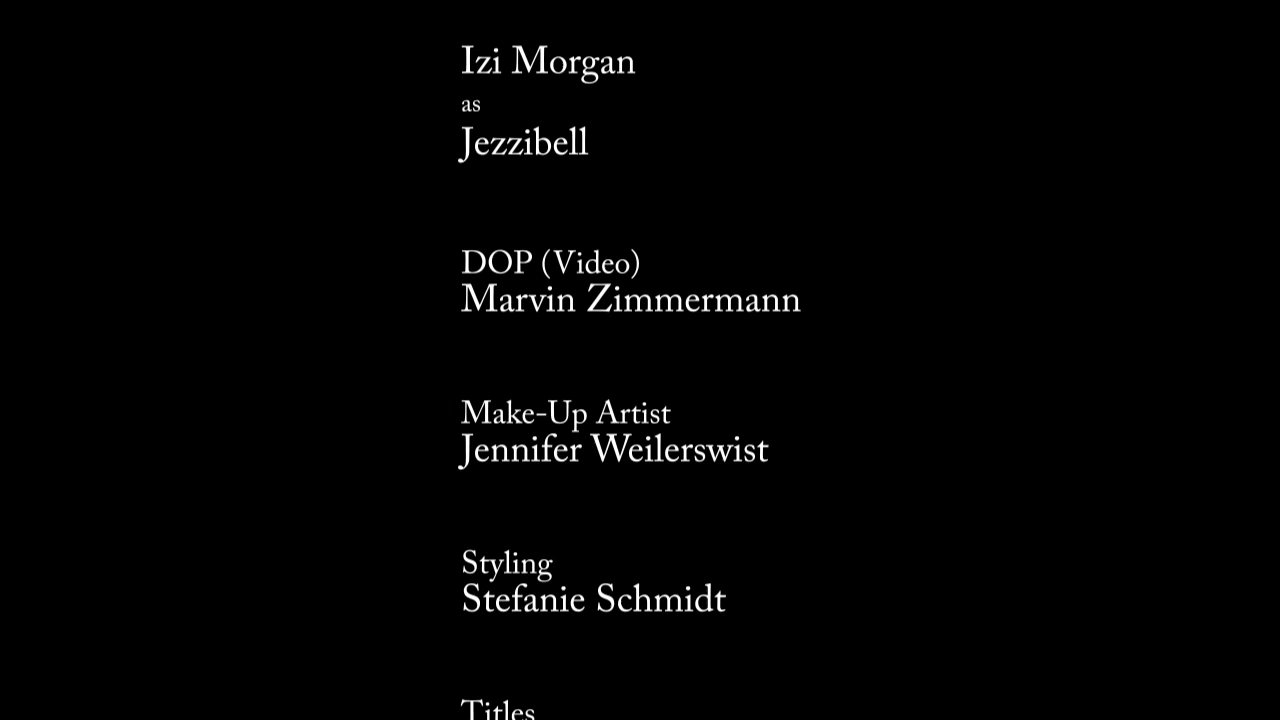 Izi Morgan
as
Jezzibell
DOP (Video)
Marvin Zimmermann
Make-Up Artist
Jennifer Weilerswist
Styling
Stefanie Schmidt
Titles